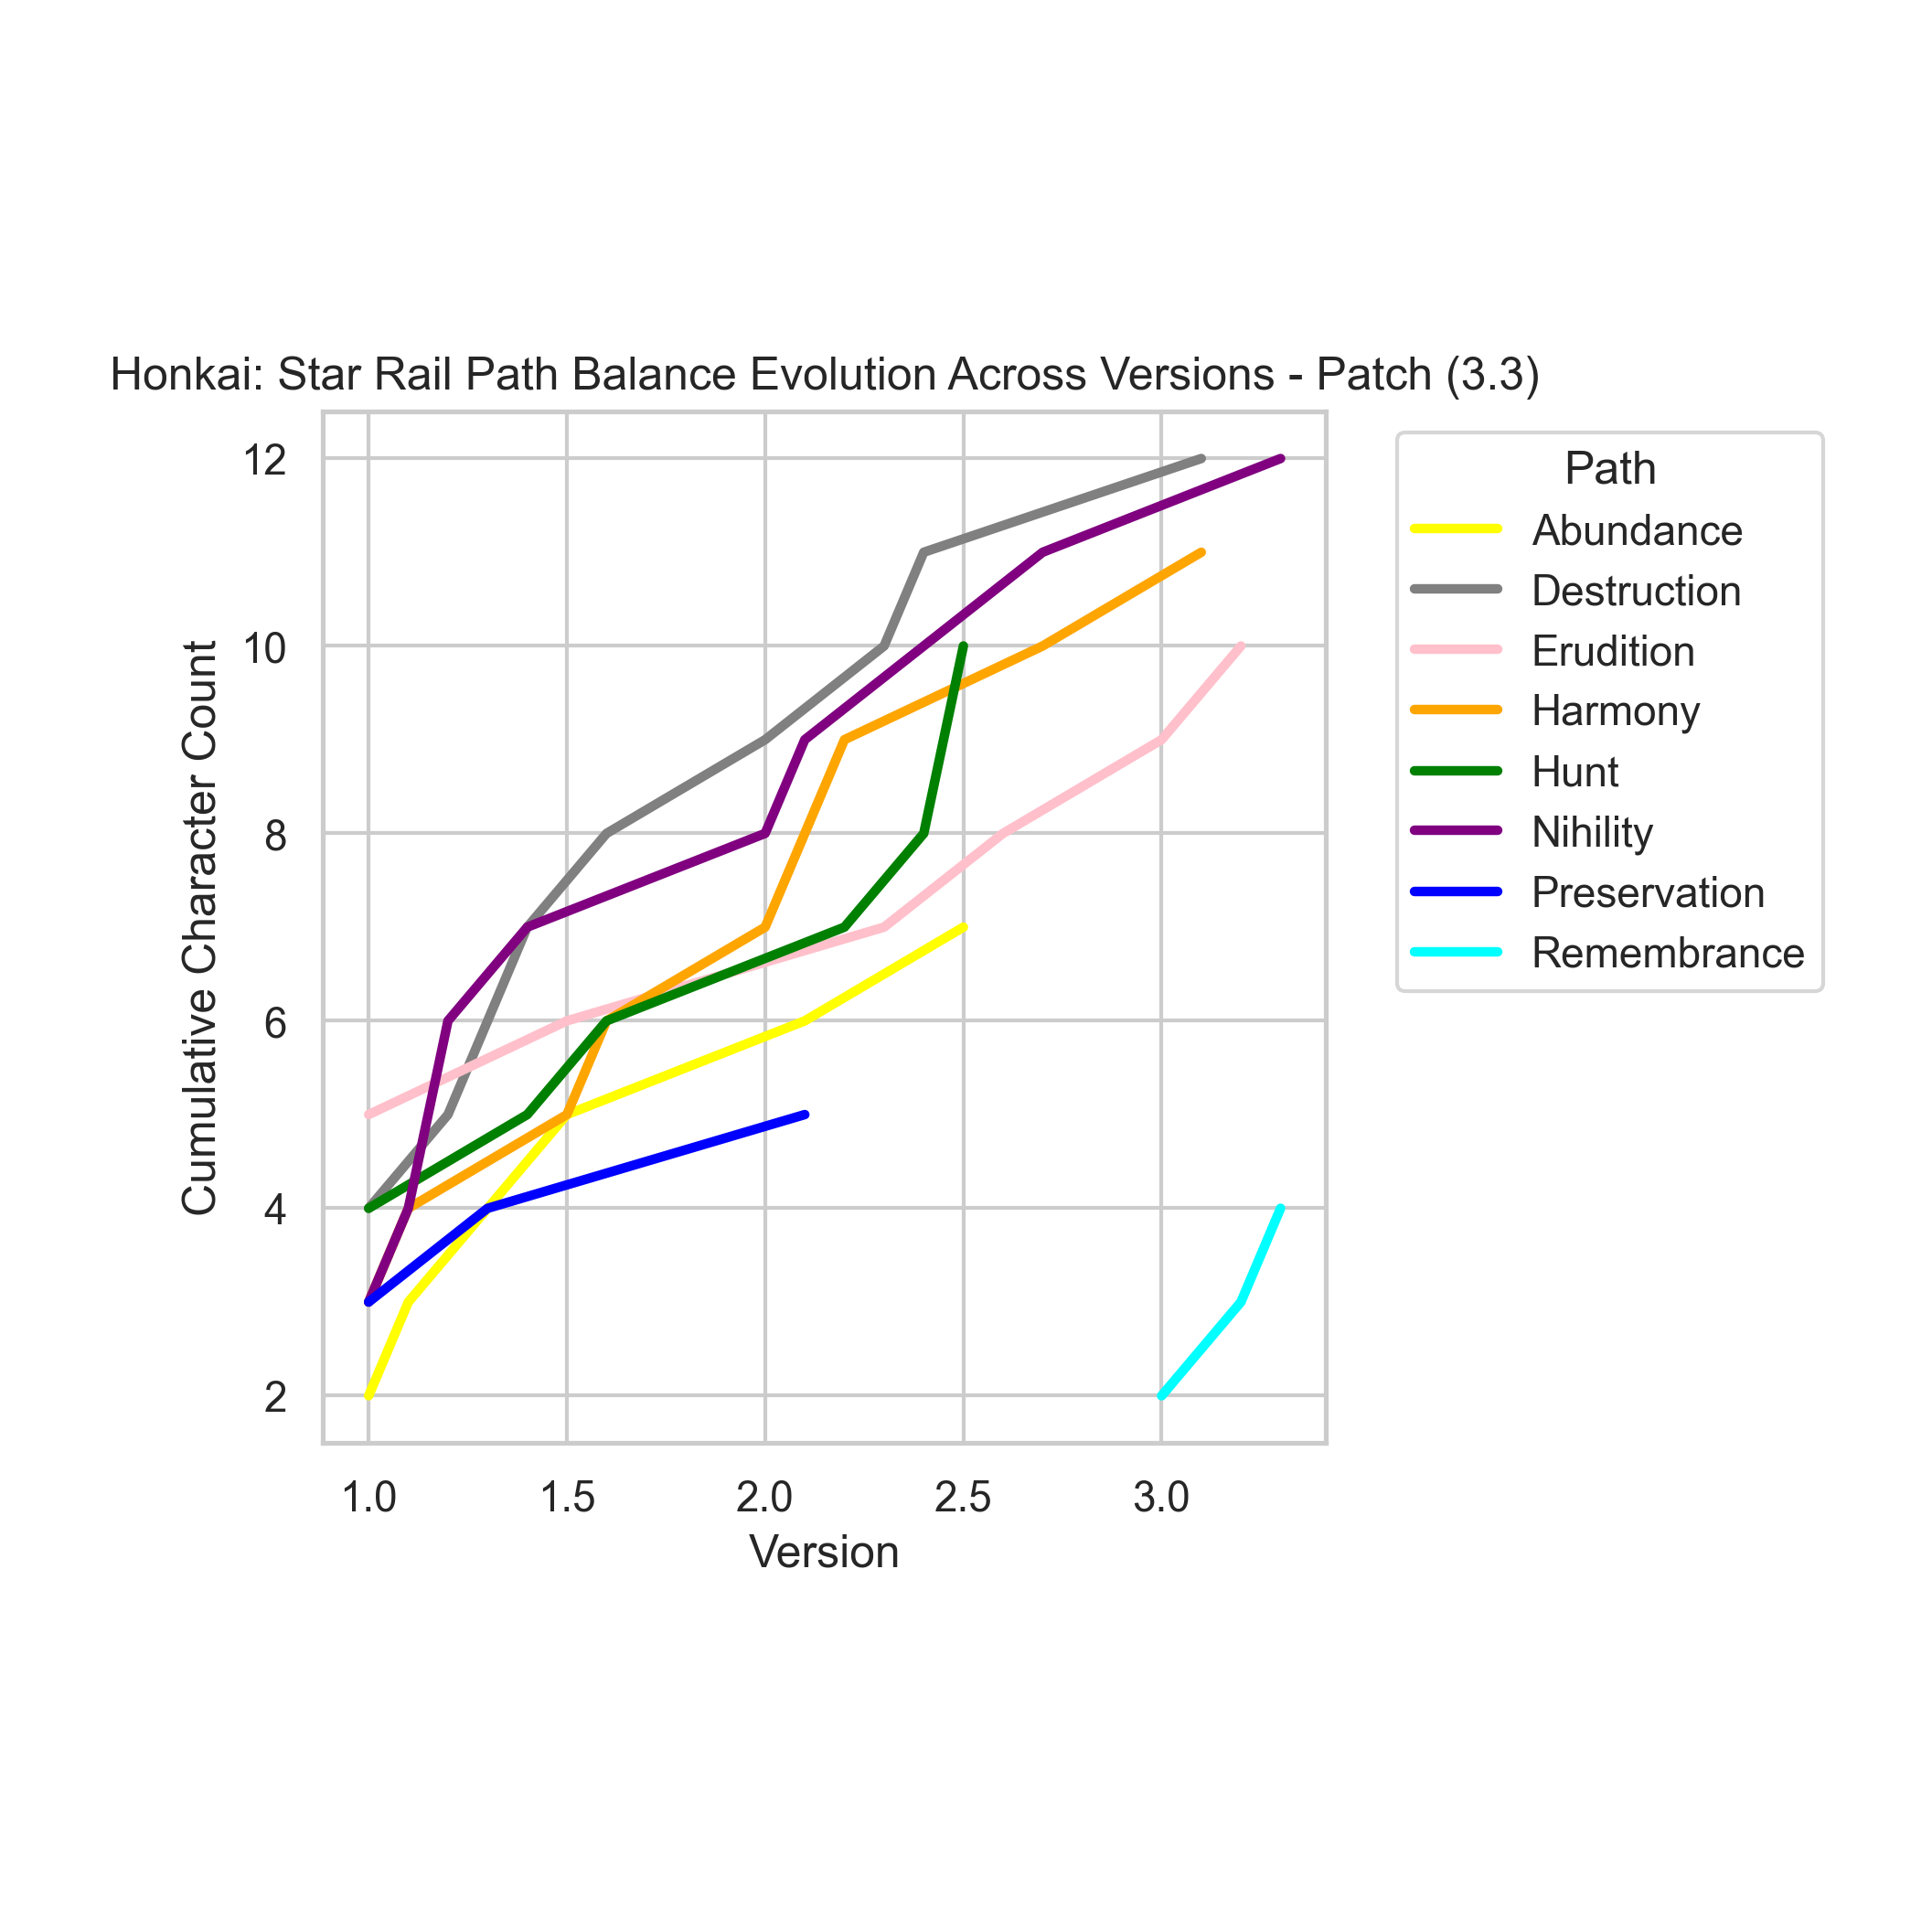 Honkai: Star Rail Path Balance Evolution Across Versions - Patch (3.3)
Cumulative Character Count
12
10
8
6
4
2
1.0
1.5
2.0
2.5
3.0
Version
Path
Abundance
Destruction
Erudition
Harmony
Hunt
Nihility
Preservation
Remembrance